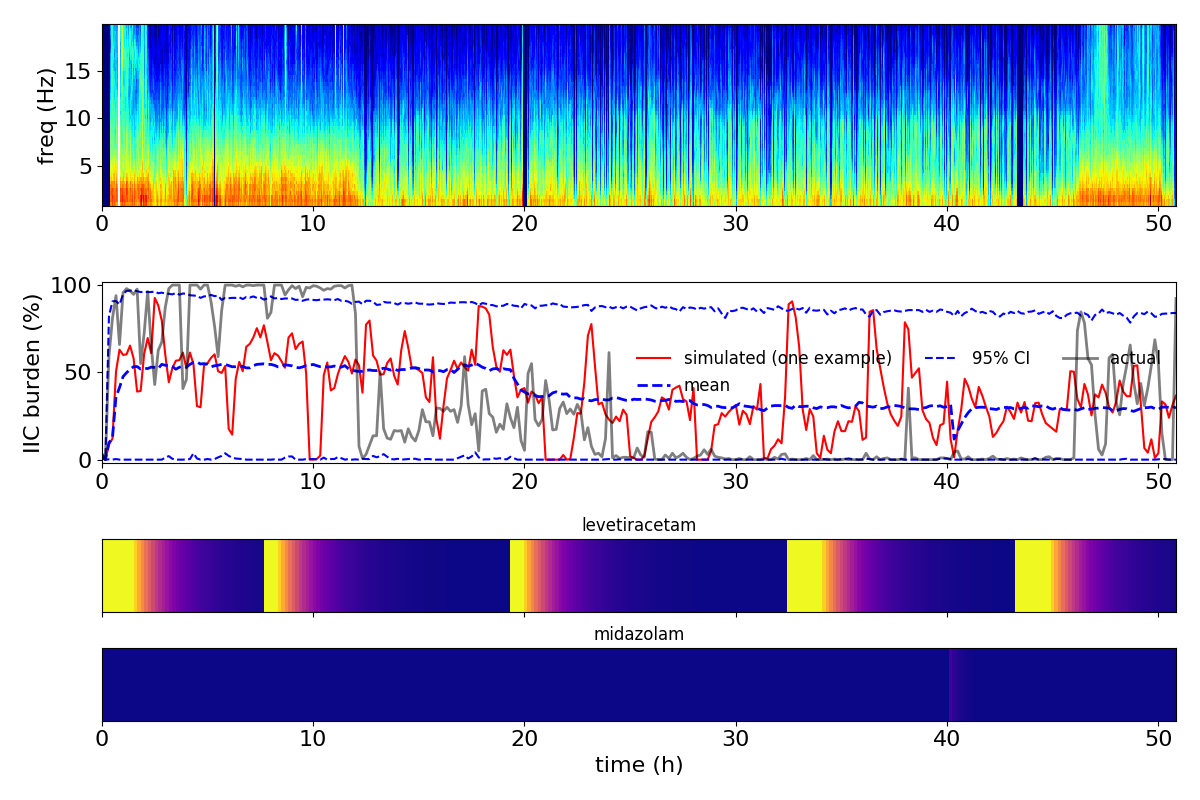 freq (Hz)
15
10
5
0 10 20 30 40 50
IIC burden (%)
100
50
0
simulated (one example) 95% CI actual
mean
0 10 20 30 40 50
levetiracetam
midazolam
0 10 20 30 40 50
time (h)